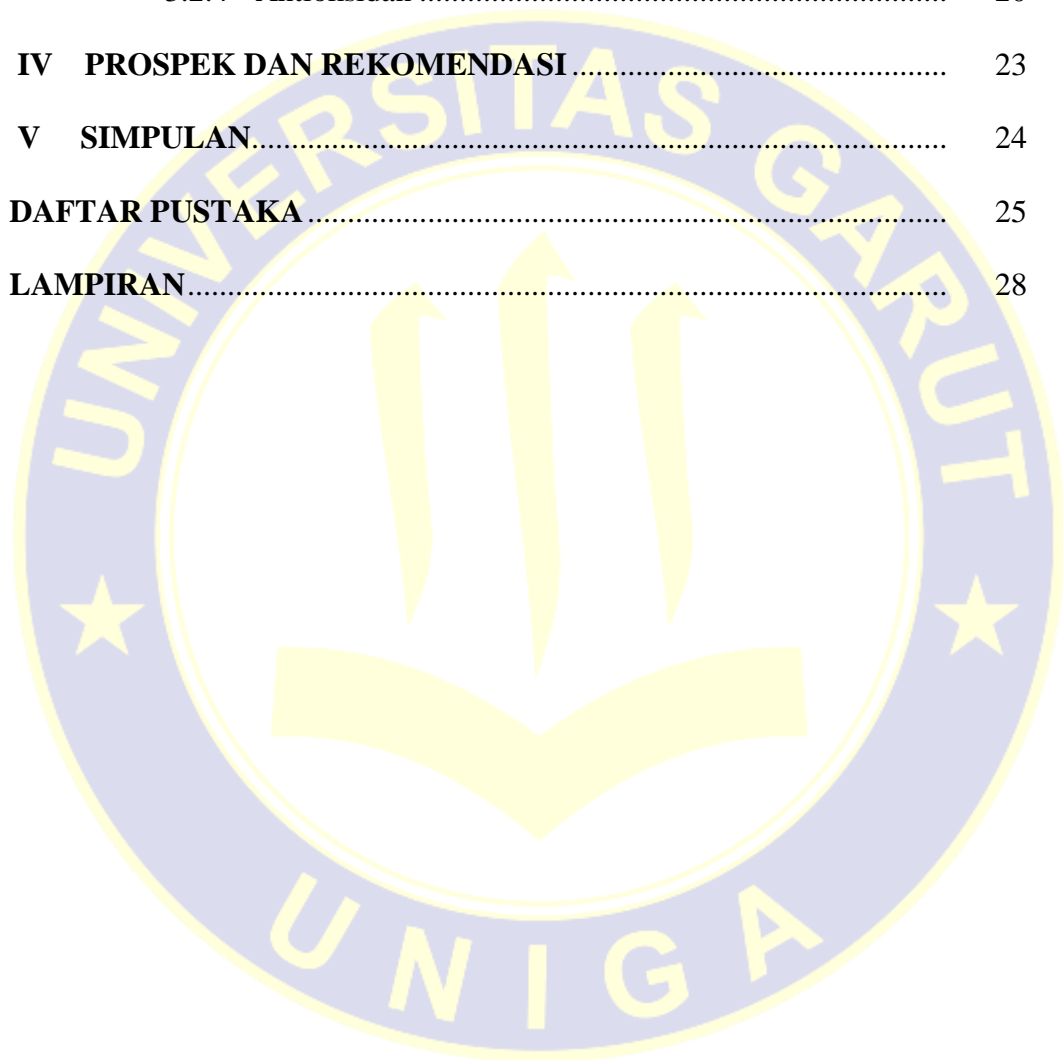 IV PROSPEK DAN REKOMENDASI ................................................ 23
V SIMPULAN.......................................................................................... 24
DAFTAR PUSTAKA .................................................................................. 25
LAMPIRAN.................................................................................................. 28
UNIVERSITAS GARUT
UNIGA